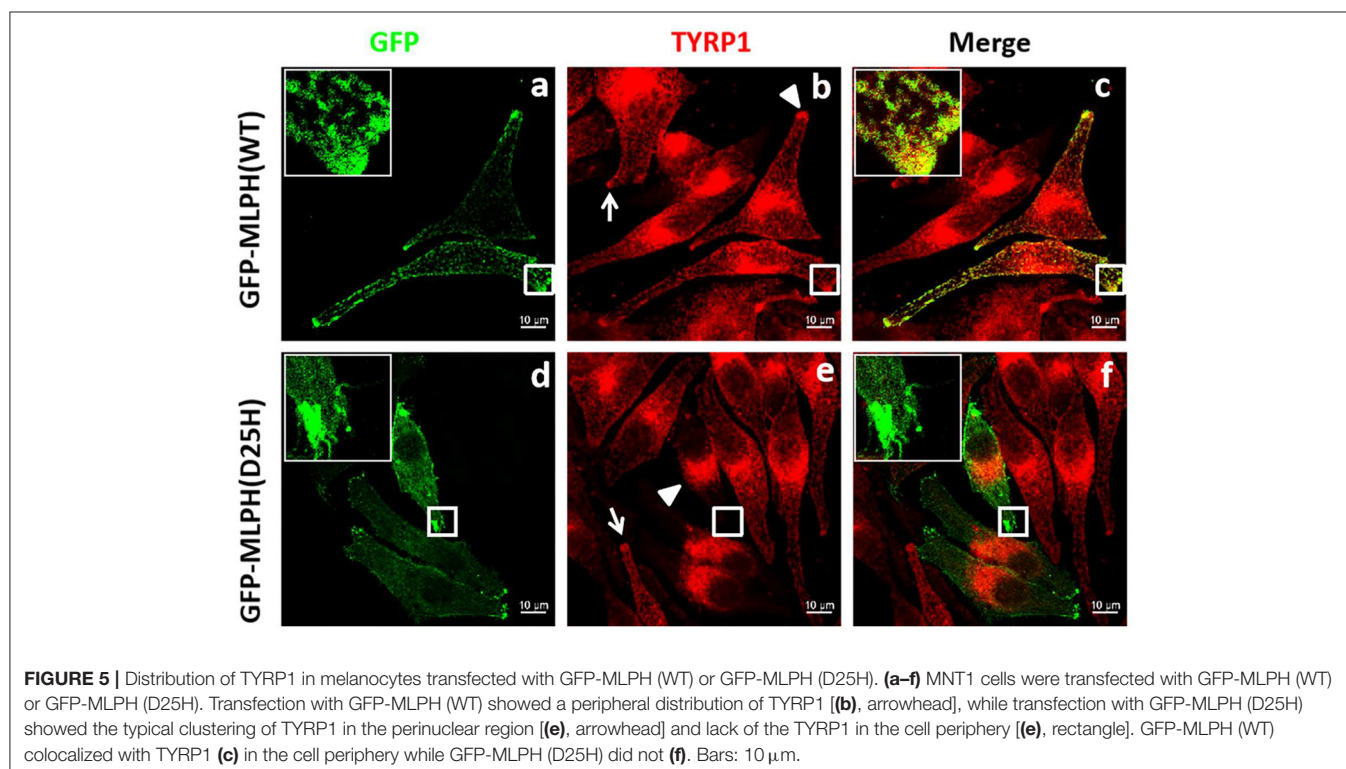 GFP TYRP1 Merge
GFP-MLPH(WT)
a b c
10 µm 10 µm 10 µm
GFP-MLPH(D25H)
d e f
10 µm 10 µm 10 µm
FIGURE 5 | Distribution of TYRP1 in melanocytes transfected with GFP-MLPH (WT) or GFP-MLPH (D25H). (a–f) MNT1 cells were transfected with GFP-MLPH (WT)
or GFP-MLPH (D25H). Transfection with GFP-MLPH (WT) showed a peripheral distribution of TYRP1 [(b), arrowhead], while transfection with GFP-MLPH (D25H)
showed the typical clustering of TYRP1 in the perinuclear region [(e), arrowhead] and lack of the TYRP1 in the cell periphery [(e), rectangle]. GFP-MLPH (WT)
colocalized with TYRP1 (c) in the cell periphery while GFP-MLPH (D25H) did not (f). Bars: 10 µm.